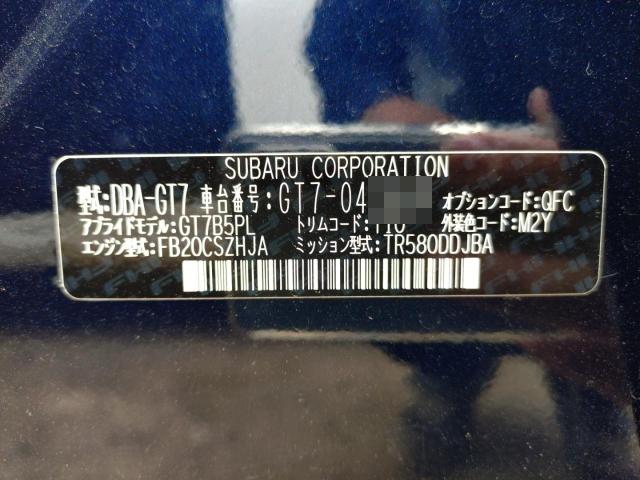 SUBARU CORPORATION
型式:DBA-GT7 車台番号:GT7-04 オプションコード:QFC
アプライドモデル:GT7B5PL トリムコード: 外装色コード:M2Y
エンジン型式:FB20CSZHJA ミッション型式:TR580DDJBA